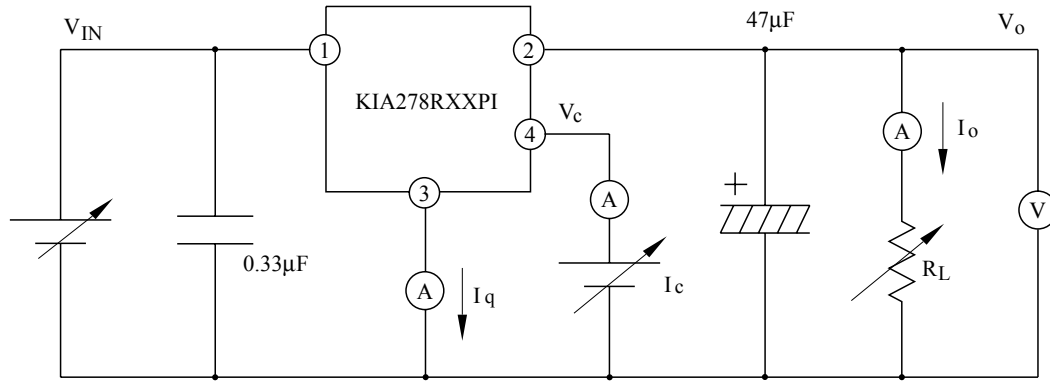 V_IN
47μF
V_o
1
2
KIA278RXXPI
V_c
4
A
I_o
3
A
+
V
0.33μF
A
I_q
I_c
R_L